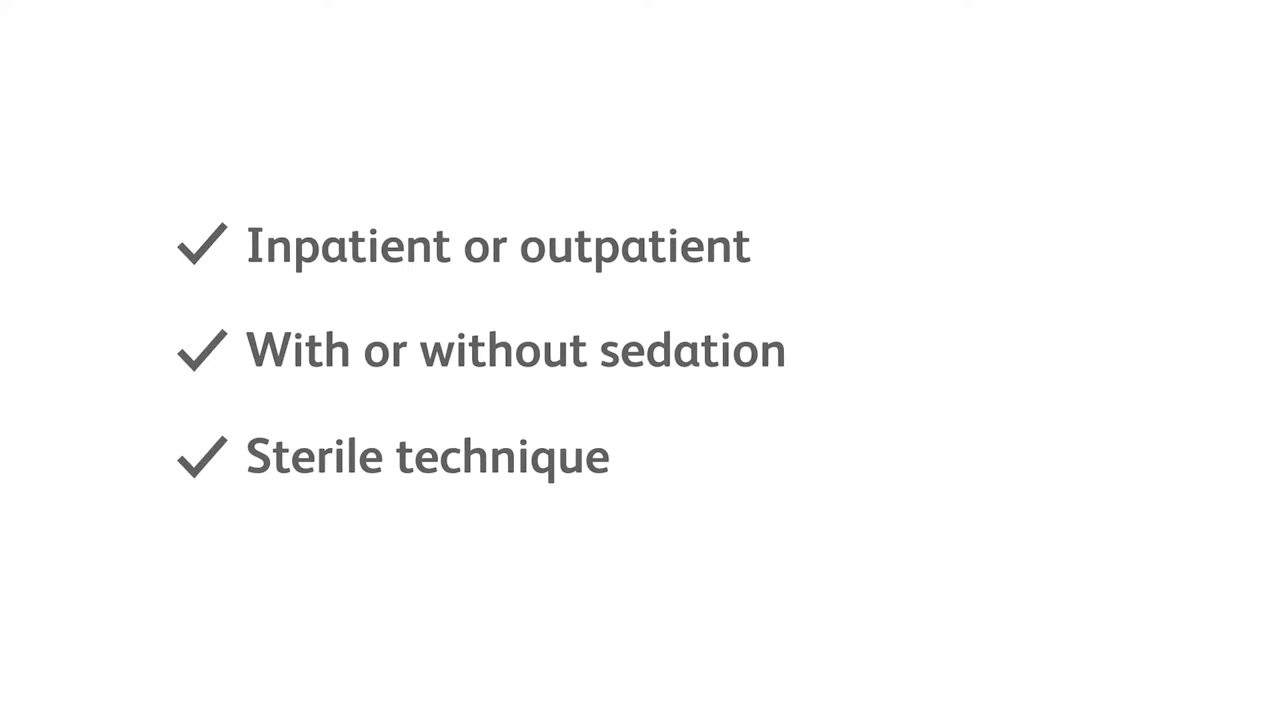 Inpatient or outpatient
With or without sedation
Sterile technique